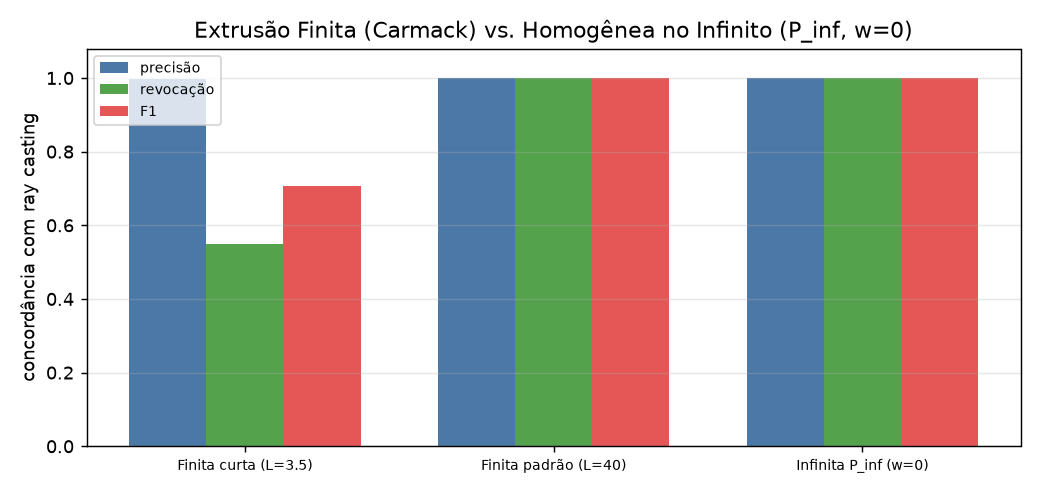 Extrusão Finita (Carmack) vs. Homogênea no Infinito (P_inf, w=0)
precisão
revocação
F1
concordância com ray casting
1.0
0.8
0.6
0.4
0.2
0.0
Finita curta (L=3.5)
Finita padrão (L=40)
Infinita P_inf (w=0)